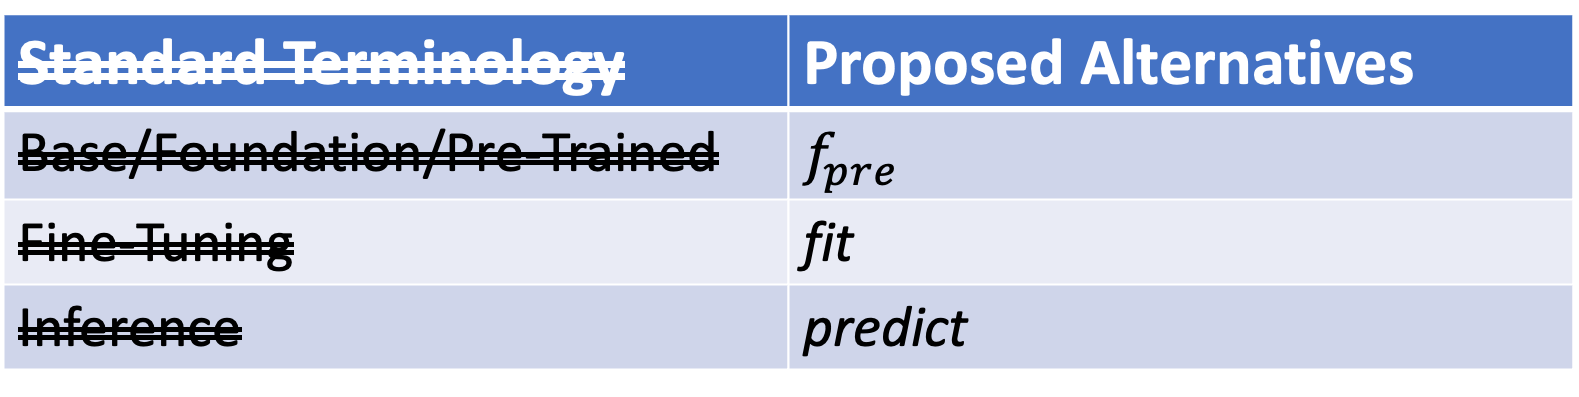 Standard Terminology
Proposed Alternatives
Base/Foundation/Pre-Trained
f_pre
Fine-Tuning
fit
Inference
predict